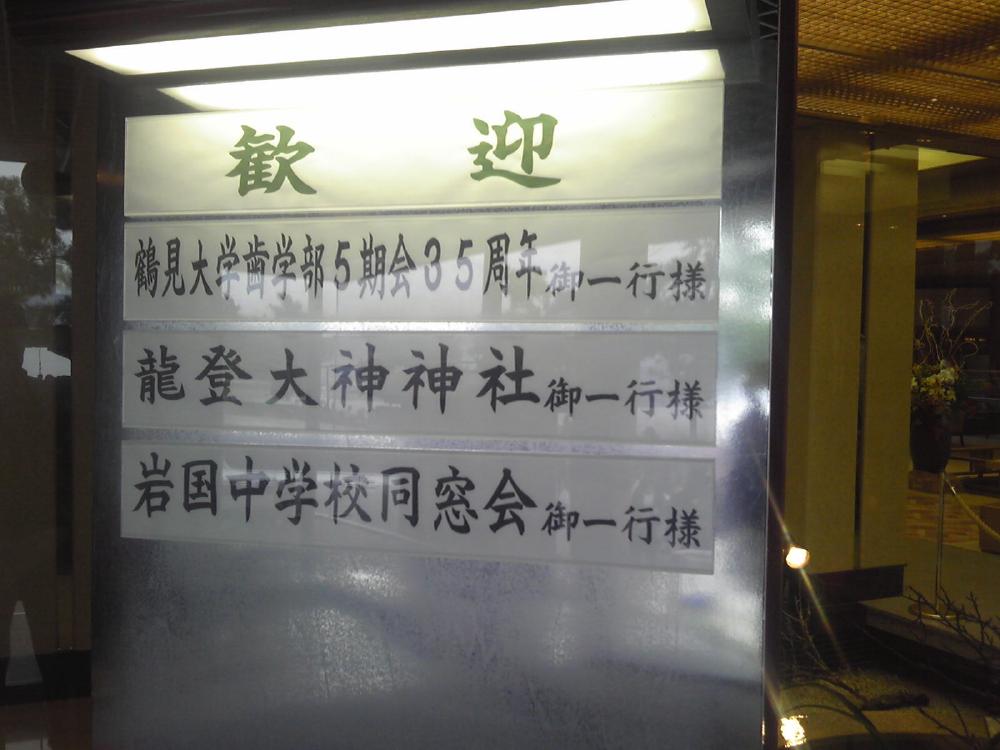 歓迎
鶴見大学歯学部5期会35周年御一行様
龍登大神神社御一行様
岩国中学校同窓会御一行様